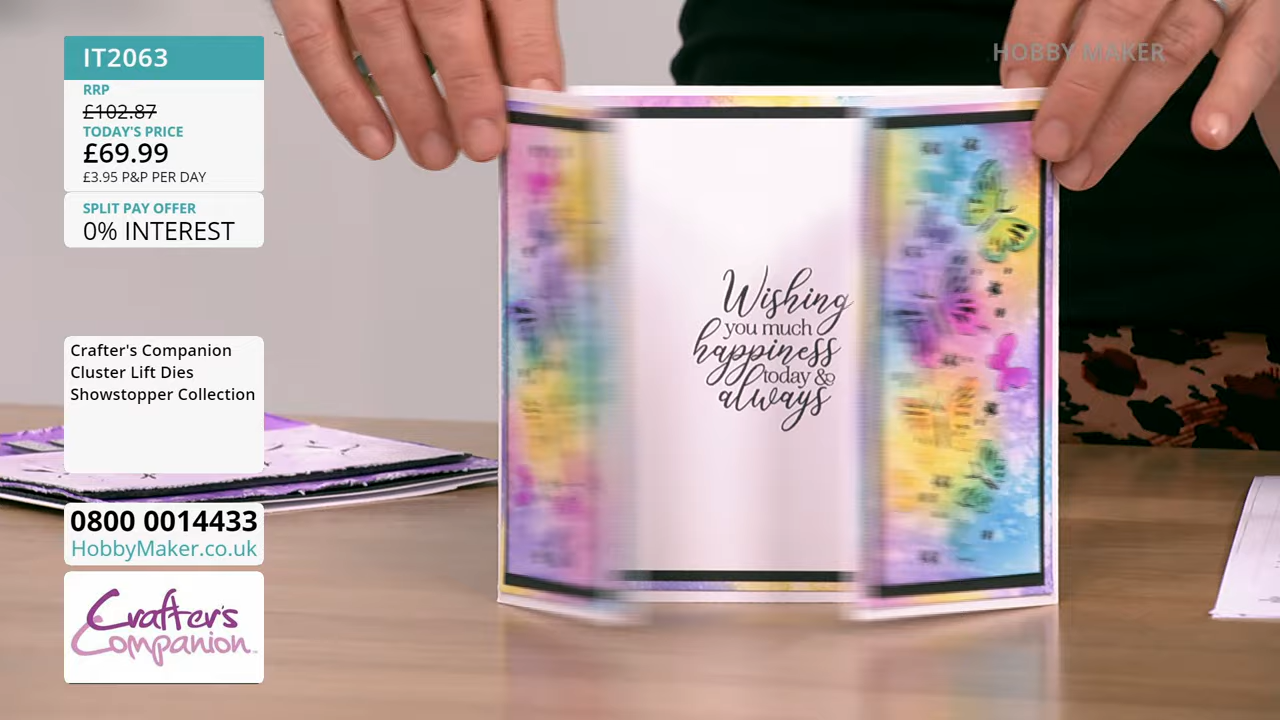 IT2063
RRP
£102.87
TODAY'S PRICE
£69.99
£3.95 P&P PER DAY
SPLIT PAY OFFER
0% INTEREST
Crafter's Companion
Cluster Lift Dies
Showstopper Collection
0800 0014433
HobbyMaker.co.uk
Crafter's
Companion
HOBBY MAKER
Wishing
you much
happiness
today &
always